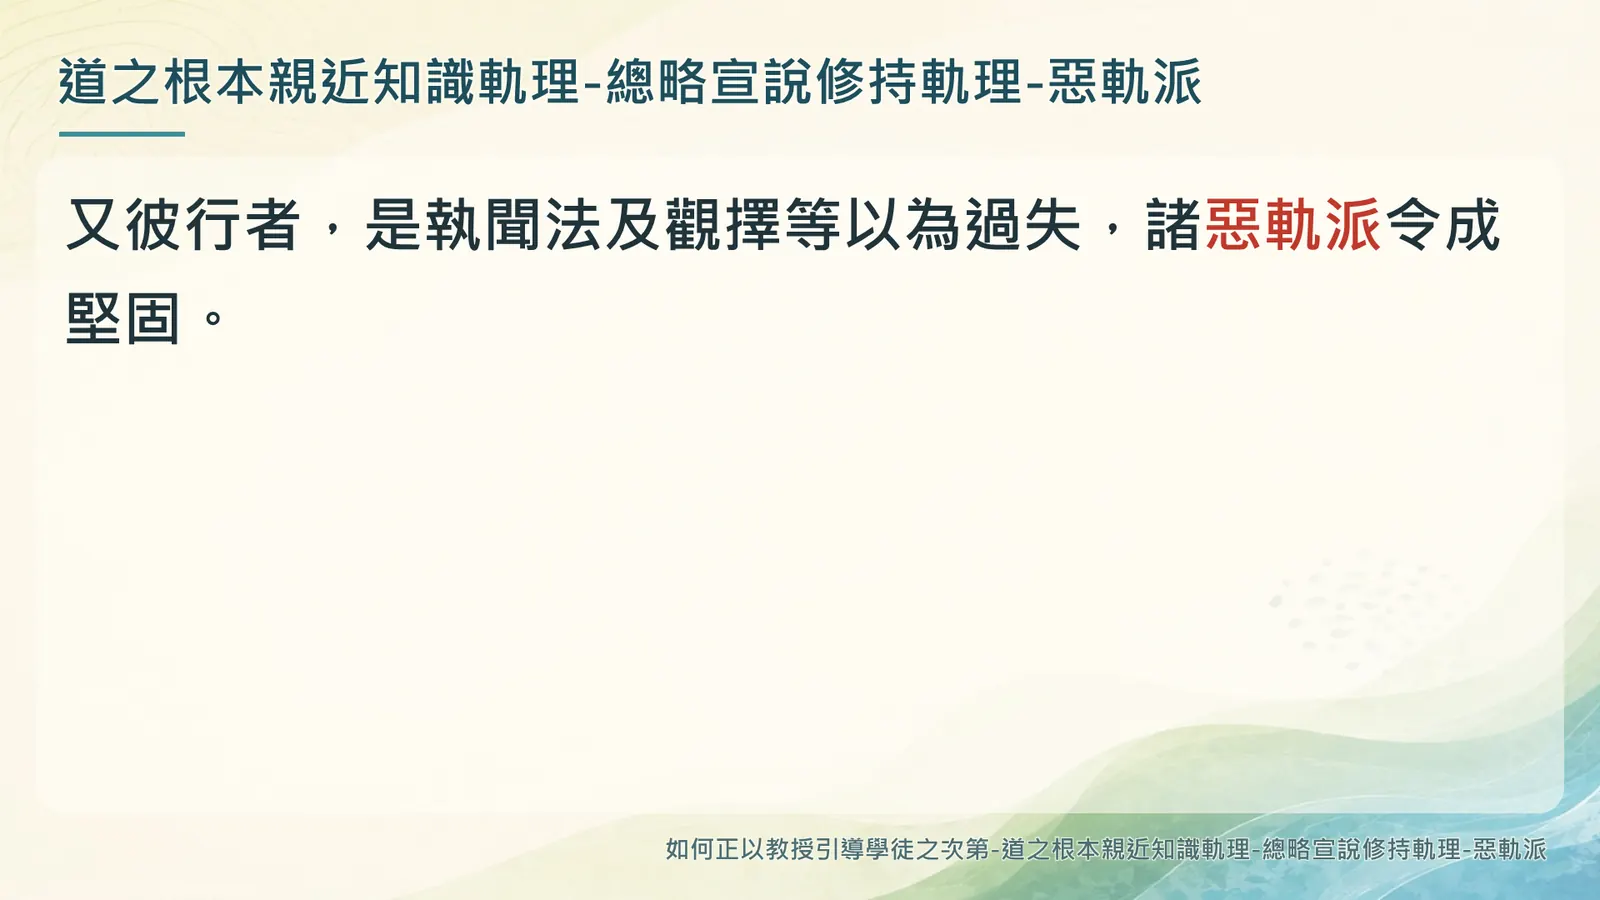 道之根本親近知識軌理-總略宣說修持軌理-惡軌派
又彼行者，是執聞法及觀擇等以為過失，諸惡軌派令成
堅固。
如何正以教授引導學徒之次第-道之根本親近知識軌理-總略宣說修持軌理-惡軌派